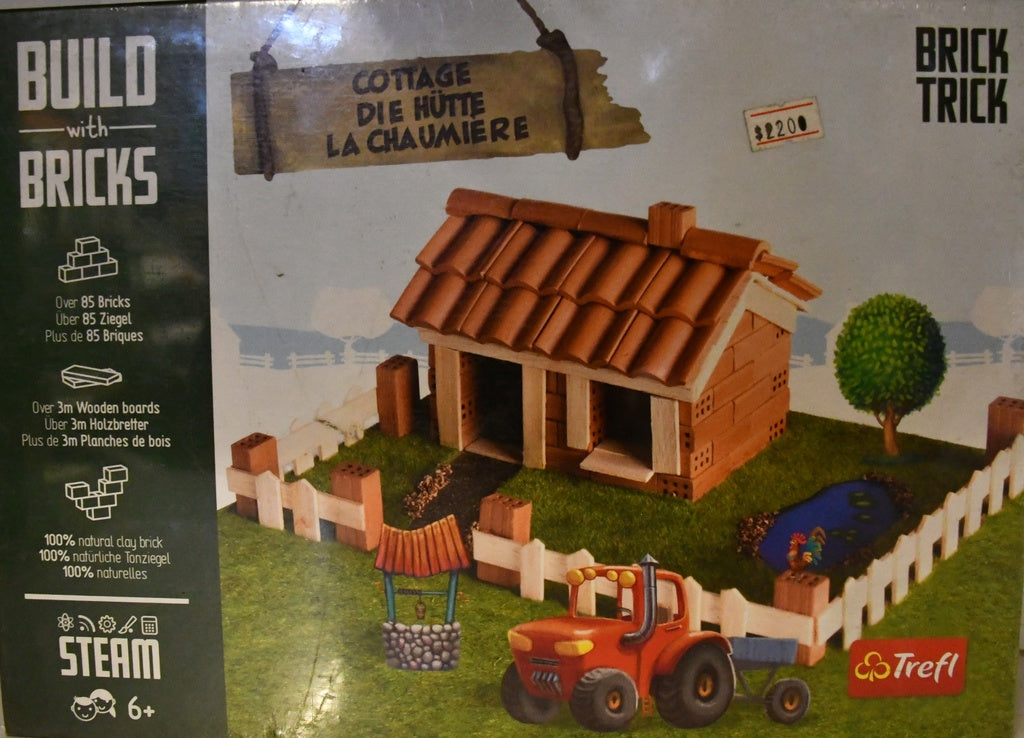 BUILD
with
BRICKS
Over 85 Bricks
Über 85 Ziegel
Plus de 85 Briques
Over 3m Wooden boards
Über 3m Holzbretter
Plus de 3m Planches de bois
100% natural clay brick
100% natürliche Tonziegel
100% naturelles
STEAM
6+
COTTAGE
DIE HÜTTE
LA CHAUMIÈRE
BRICK
TRICK
Trefl